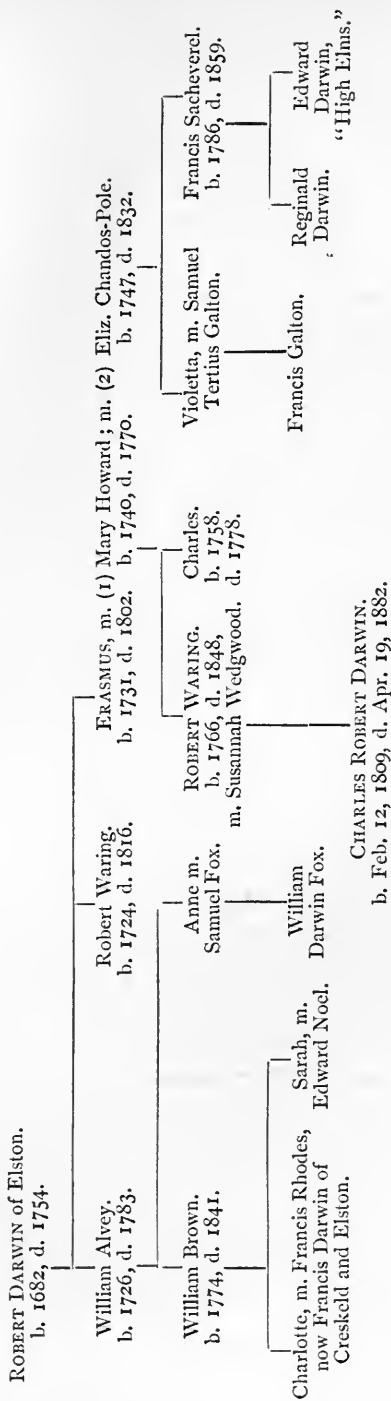 ROBERT DARWIN of Elston.
b. 1682, d. 1754.
William Alvey.
b. 1726, d. 1783.
Robert Waring.
b. 1724, d. 1816.
ERASMUS, m. (1) Mary Howard; m. (2) Eliz. Chandos-Pole.
b. 1731, d. 1802. b. 1740, d. 1770. b. 1747, d. 1832.
William Brown.
b. 1774, d. 1841.
Anne m.
Samuel Fox.
ROBERT WARING.
b. 1766, d. 1848,
m. Susannah Wedgwood.
Charles.
b. 1758.
d. 1778.
Violetta, m. Samuel
Tertius Galton.
Francis Sacheverel.
b. 1786, d. 1859.
Charlotte, m. Francis Rhodes,
now Francis Darwin of
Creskeld and Elston.
Sarah, m.
Edward Noel.
William
Darwin Fox.
CHARLES ROBERT DARWIN.
b. Feb. 12, 1809, d. Apr. 19, 1882.
Francis Galton.
Reginald
Darwin.
Edward
Darwin,
"High Elms."